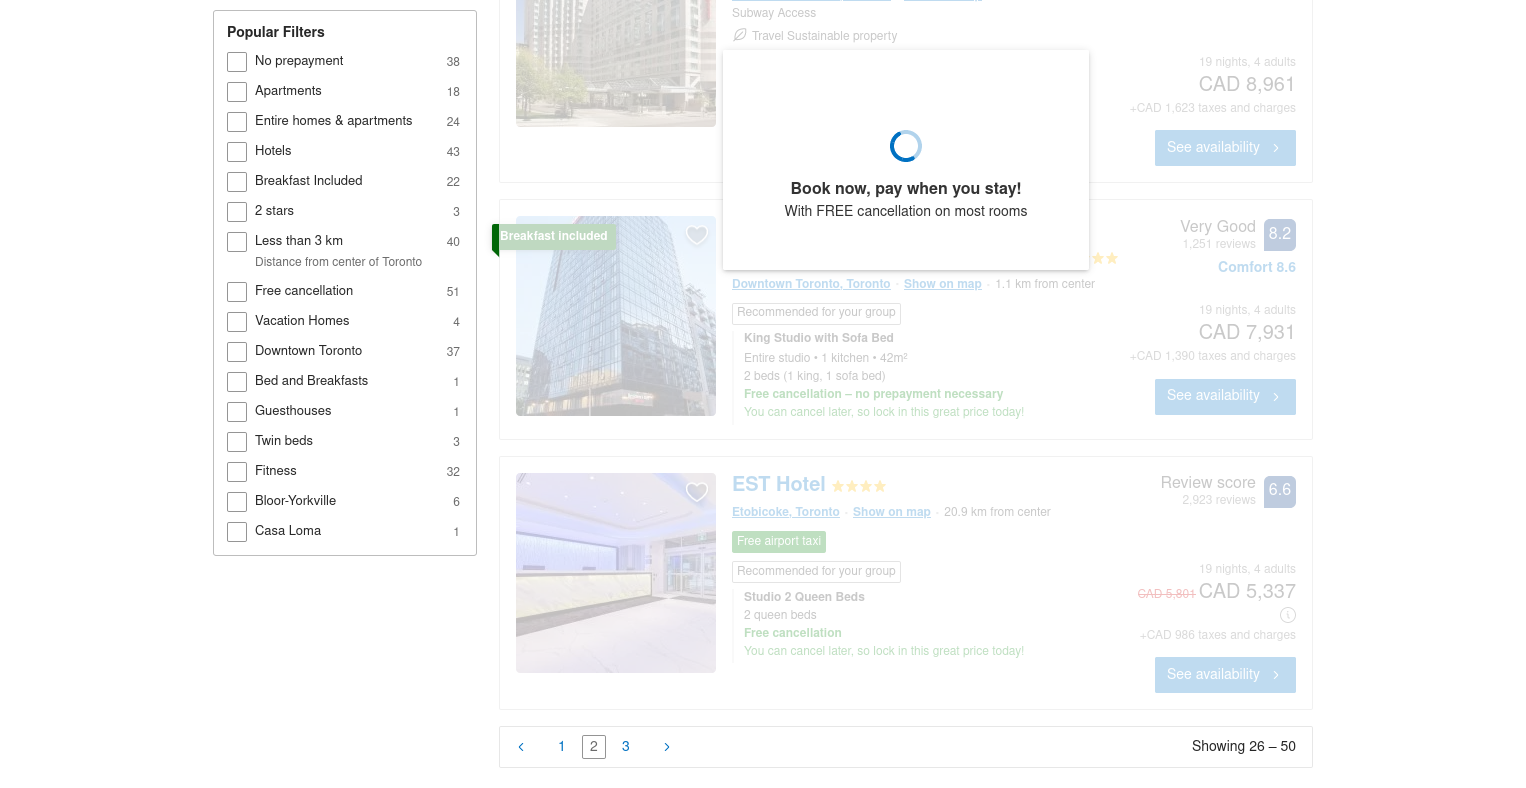 Popular Filters
No prepayment 38
Apartments 18
Entire homes & apartments 24
Hotels 43
Breakfast Included 22
2 stars 3
Less than 3 km 40
Distance from center of Toronto
Free cancellation 51
Vacation Homes 4
Downtown Toronto 37
Bed and Breakfasts 1
Guesthouses 1
Twin beds 3
Fitness 32
Bloor-Yorkville 6
Casa Loma 1
Subway Access
Travel Sustainable property
19 nights, 4 adults
CAD 8,961
+CAD 1,623 taxes and charges
See availability
Book now, pay when you stay!
With FREE cancellation on most rooms
Breakfast included
Very Good 8.2
1,251 reviews
Comfort 8.6
Downtown Toronto, Toronto · Show on map · 1.1 km from center
Recommended for your group
King Studio with Sofa Bed
Entire studio • 1 kitchen • 42m²
2 beds (1 king, 1 sofa bed)
Free cancellation – no prepayment necessary
You can cancel later, so lock in this great price today!
19 nights, 4 adults
CAD 7,931
+CAD 1,390 taxes and charges
See availability
EST Hotel
Etobicoke, Toronto · Show on map · 20.9 km from center
Free airport taxi
Recommended for your group
Studio 2 Queen Beds
2 queen beds
Free cancellation
You can cancel later, so lock in this great price today!
Review score 6.6
2,923 reviews
19 nights, 4 adults
CAD 5,801 CAD 5,337
+CAD 986 taxes and charges
See availability
1 2 3
Showing 26 – 50